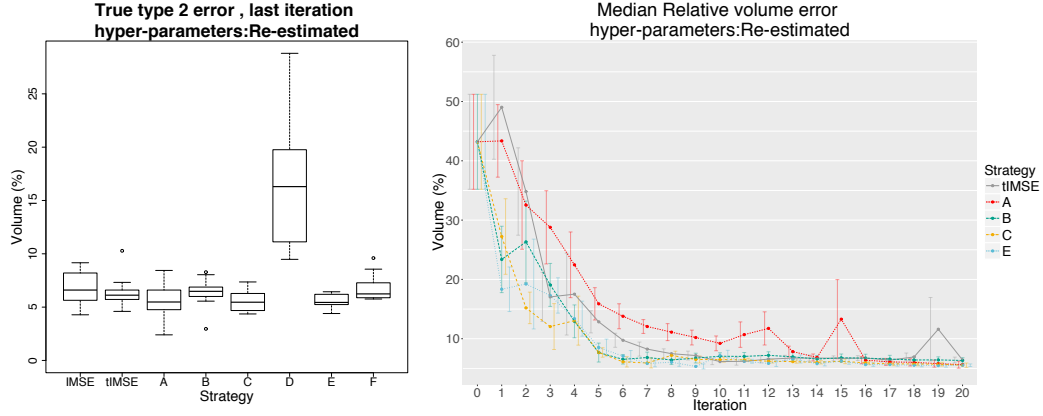 True type 2 error , last iteration
hyper-parameters:Re-estimated
Volume (%)
25
20
15
10
5
0
IMSE tIMSE A B C D E F
Strategy
Median Relative volume error
hyper-parameters:Re-estimated
Volume (%)
60
50
40
30
20
10
0 1 2 3 4 5 6 7 8 9 10 11 12 13 14 15 16 17 18 19 20
Iteration
Strategy
tIMSE
A
B
C
E